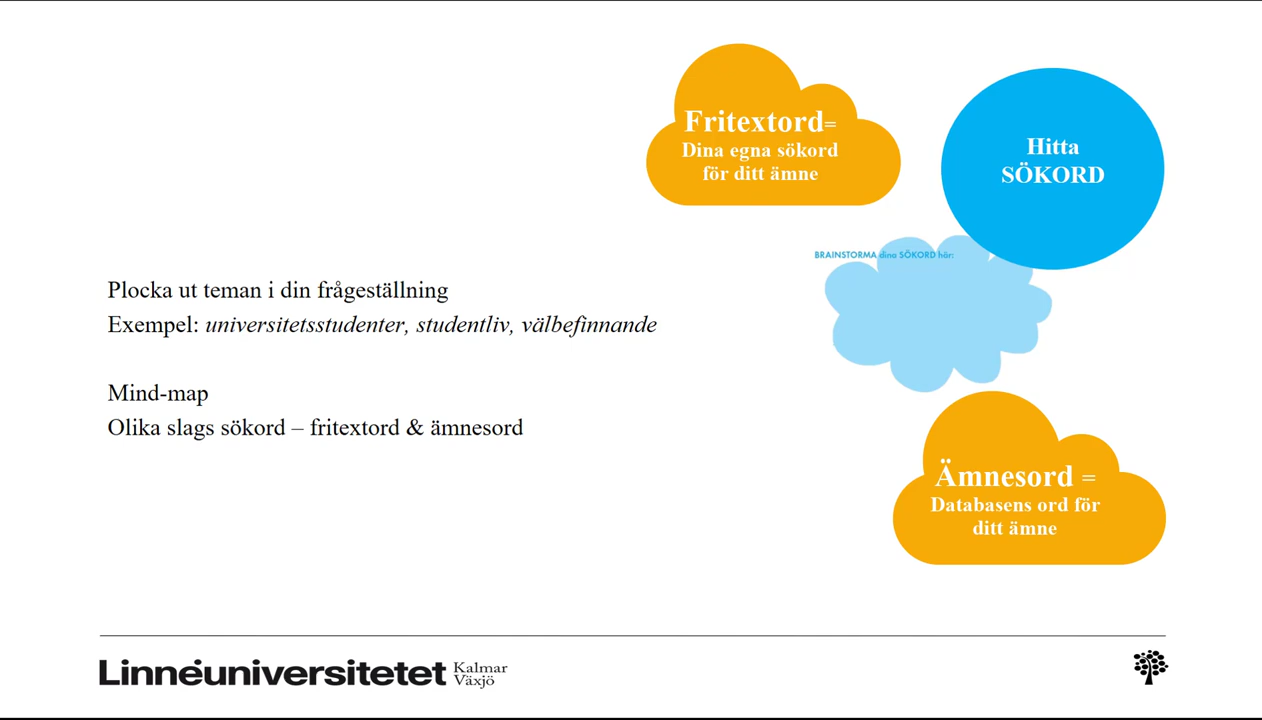 Fritextord=
Dina egna sökord
för ditt ämne
Hitta
SÖKORD
BRAINSTORMA dina SÖKORD här:
Plocka ut teman i din frågeställning
Exempel: universitetsstudenter, studentliv, välbefinnande
Mind-map
Olika slags sökord – fritextord & ämnesord
Ämnesord =
Databasens ord för
ditt ämne
Linnéuniversitetet
Kalmar
Växjö